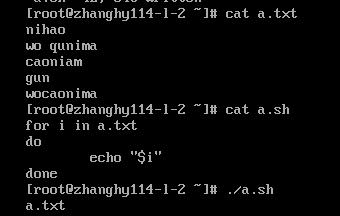 [root@zhanghy114-l-2 ~]# cat a.txt
nihao
wo qunima
caoniam
gun
wocaonima
[root@zhanghy114-l-2 ~]# cat a.sh
for i in a.txt
do
        echo "$i"
done
[root@zhanghy114-l-2 ~]# ./a.sh
a.txt